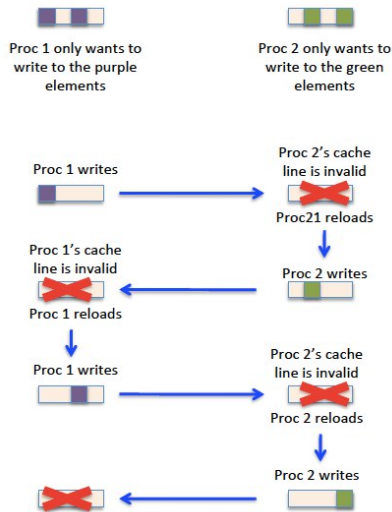 Proc 1 only wants to
write to the purple
elements
Proc 2 only wants to
write to the green
elements
Proc 1 writes
Proc 2's cache
line is invalid
Proc21 reloads
Proc 1's cache
line is invalid
Proc 2 writes
Proc 1 reloads
Proc 1 writes
Proc 2's cache
line is invalid
Proc 2 reloads
Proc 2 writes